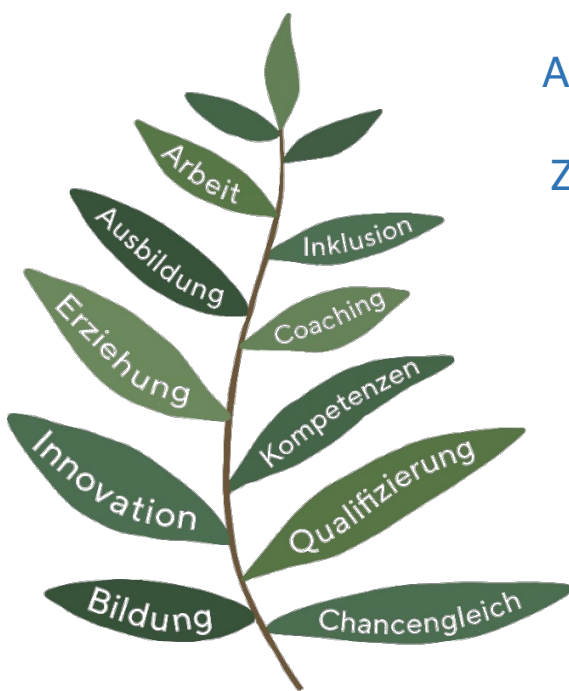 A
Z
Arbeit
Inklusion
Ausbildung
Coaching
Erziehung
Kompetenzen
Innovation
Qualifizierung
Bildung
Chancengleich